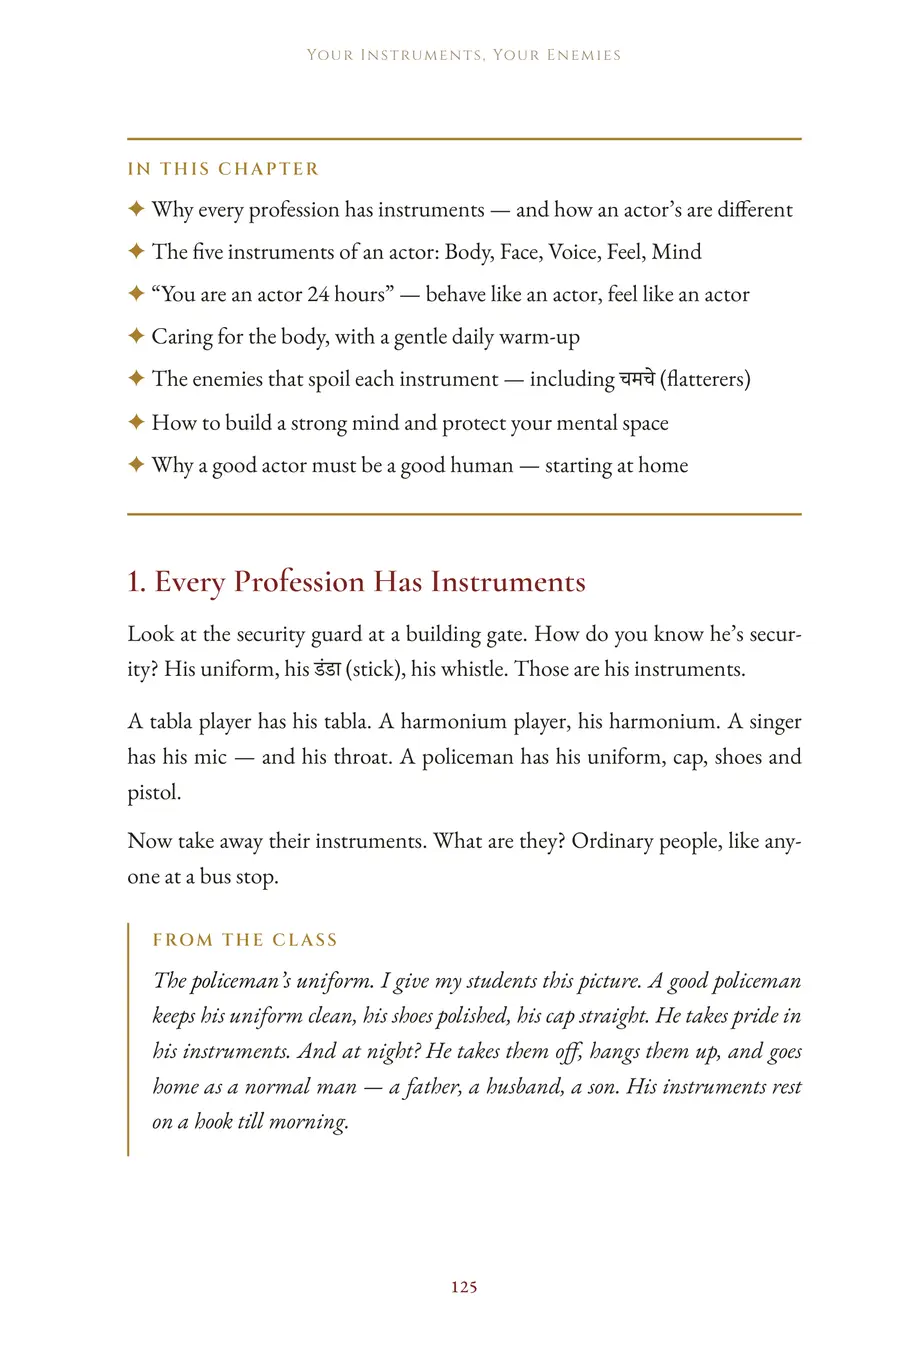 Your Instruments, Your Enemies
IN THIS CHAPTER
✦ Why every profession has instruments — and how an actor’s are different
✦ The five instruments of an actor: Body, Face, Voice, Feel, Mind
✦ “You are an actor 24 hours” — behave like an actor, feel like an actor
✦ Caring for the body, with a gentle daily warm-up
✦ The enemies that spoil each instrument — including चमचे (flatterers)
✦ How to build a strong mind and protect your mental space
✦ Why a good actor must be a good human — starting at home
1. Every Profession Has Instruments
Look at the security guard at a building gate. How do you know he’s secur-
ity? His uniform, his डंडा (stick), his whistle. Those are his instruments.
A tabla player has his tabla. A harmonium player, his harmonium. A singer
has his mic — and his throat. A policeman has his uniform, cap, shoes and
pistol.
Now take away their instruments. What are they? Ordinary people, like any-
one at a bus stop.
FROM THE CLASS
The policeman’s uniform. I give my students this picture. A good policeman
keeps his uniform clean, his shoes polished, his cap straight. He takes pride in
his instruments. And at night? He takes them off, hangs them up, and goes
home as a normal man — a father, a husband, a son. His instruments rest
on a hook till morning.
125